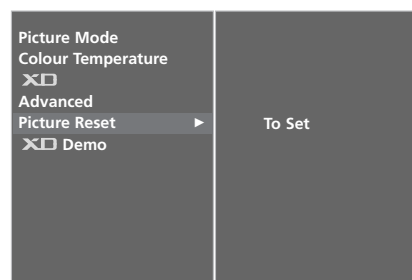 Picture Mode
Colour Temperature
XD
Advanced
Picture Reset ►
XD Demo
To Set